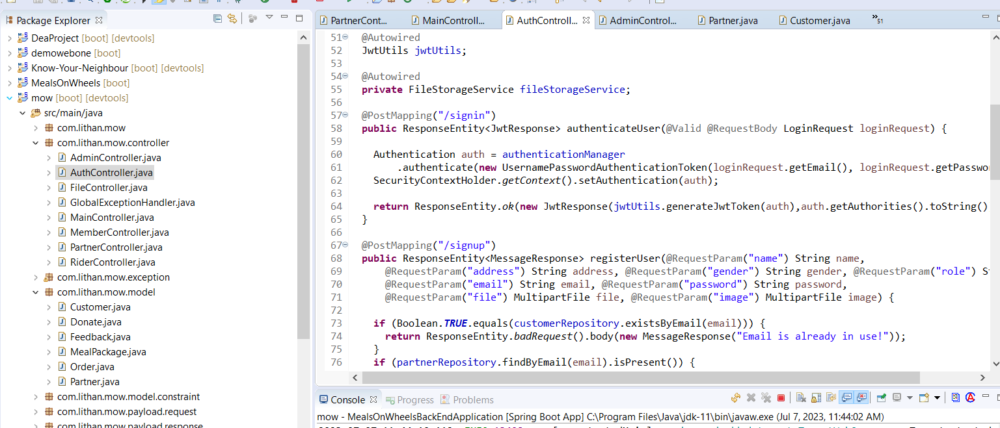 Package Explorer
DeaProject [boot] [devtools]
demowebone [boot]
Know-Your-Neighbour [boot] [devtools]
MealsOnWheels [boot]
mow [boot] [devtools]
src/main/java
com.lithan.mow
com.lithan.mow.controller
AdminController.java
AuthController.java
FileController.java
GlobalExceptionHandler.java
MainController.java
MemberController.java
PartnerController.java
RiderController.java
com.lithan.mow.exception
com.lithan.mow.model
Customer.java
Donate.java
Feedback.java
MealPackage.java
Order.java
Partner.java
com.lithan.mow.model.constraint
com.lithan.mow.payload.request
com.lithan.mow.payload.response
PartnerCont... MainControll... AuthControll... AdminControl... Partner.java Customer.java »51
51 @Autowired
52 JwtUtils jwtUtils;
53
54 @Autowired
55 private FileStorageService fileStorageService;
56
57 @PostMapping("/signin")
58 public ResponseEntity<JwtResponse> authenticateUser(@Valid @RequestBody LoginRequest loginRequest) {
59
60 Authentication auth = authenticationManager
61 .authenticate(new UsernamePasswordAuthenticationToken(loginRequest.getEmail(), loginRequest.getPasswo
62 SecurityContextHolder.getContext().setAuthentication(auth);
63
64 return ResponseEntity.ok(new JwtResponse(jwtUtils.generateJwtToken(auth),auth.getAuthorities().toString()
65 }
66
67 @PostMapping("/signup")
68 public ResponseEntity<MessageResponse> registerUser(@RequestParam("name") String name,
69 @RequestParam("address") String address, @RequestParam("gender") String gender, @RequestParam("role") S
70 @RequestParam("email") String email, @RequestParam("password") String password,
71 @RequestParam("file") MultipartFile file, @RequestParam("image") MultipartFile image) {
72
73 if (Boolean.TRUE.equals(customerRepository.existsByEmail(email))) {
74 return ResponseEntity.badRequest().body(new MessageResponse("Email is already in use!"));
75 }
76 if (partnerRepository.findByEmail(email).isPresent()) {
Console Progress Problems
mow - MealsOnWheelsBackEndApplication [Spring Boot App] C:\Program Files\Java\jdk-11\bin\javaw.exe (Jul 7, 2023, 11:44:02 AM)